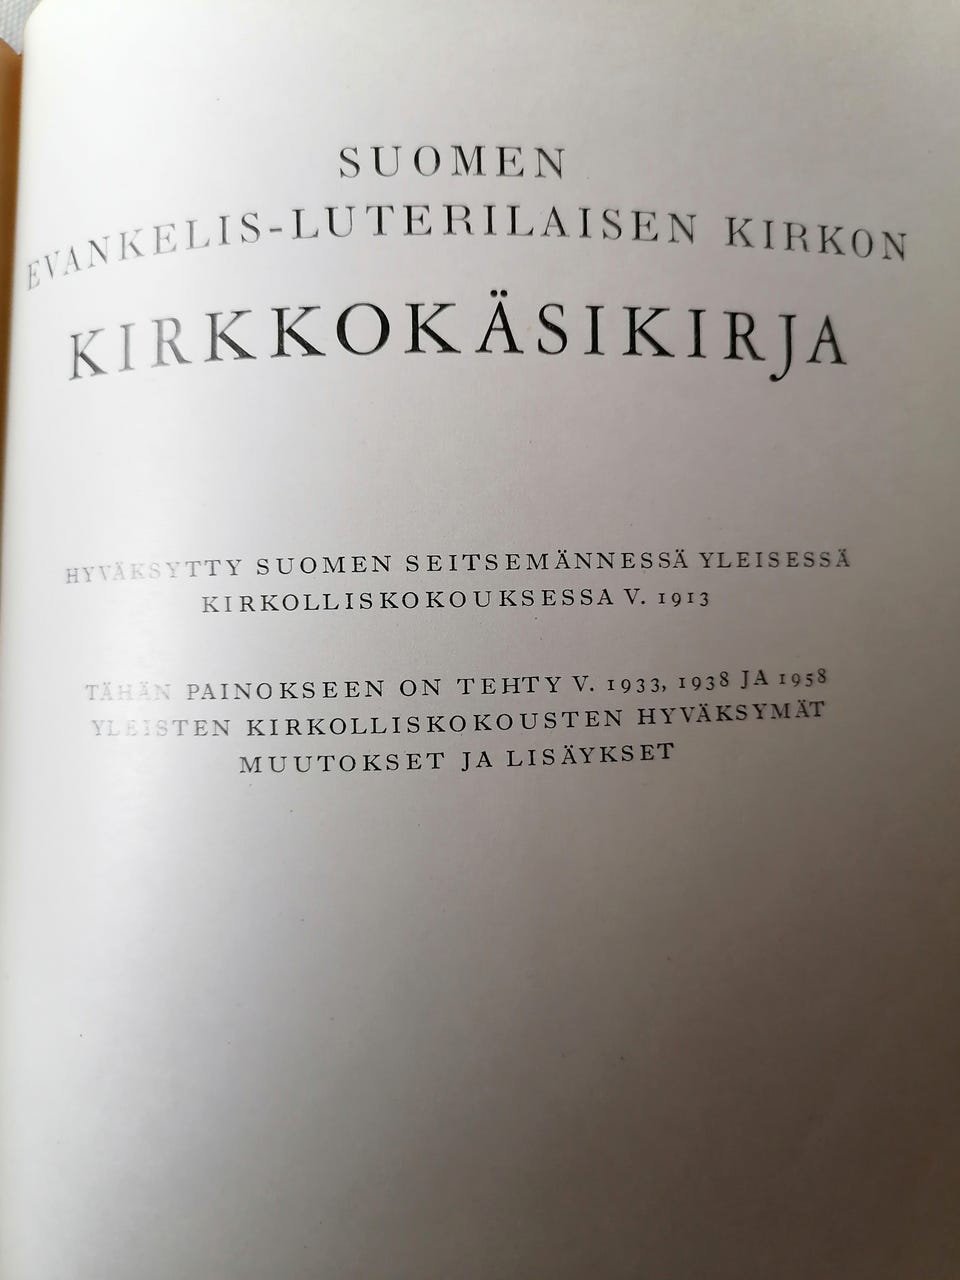 SUOMEN
EVANKELIS-LUTERILAISEN KIRKON
KIRKKOKÄSIKIRJA
HYVÄKSYTTY SUOMEN SEITSEMÄNNESSÄ YLEISESSÄ
KIRKOLLISKOKOUKSESSA V. 1913
TÄHÄN PAINOKSEEN ON TEHTY V. 1933, 1938 JA 1958
YLEISTEN KIRKOLLISKOKOUSTEN HYVÄKSYMÄT
MUUTOKSET JA LISÄYKSET